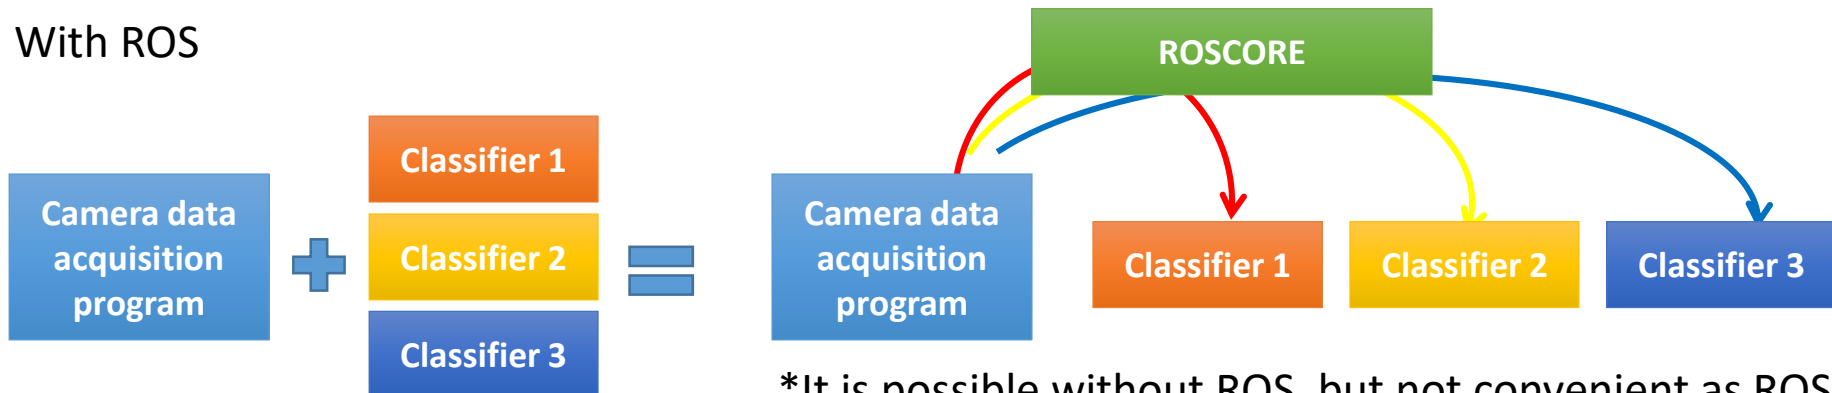 With ROS
Camera data
acquisition
program
Classifier 1
Classifier 2
Classifier 3
ROSCORE
Camera data
acquisition
program
Classifier 1
Classifier 2
Classifier 3
*It is possible without ROS, but not convenient as ROS